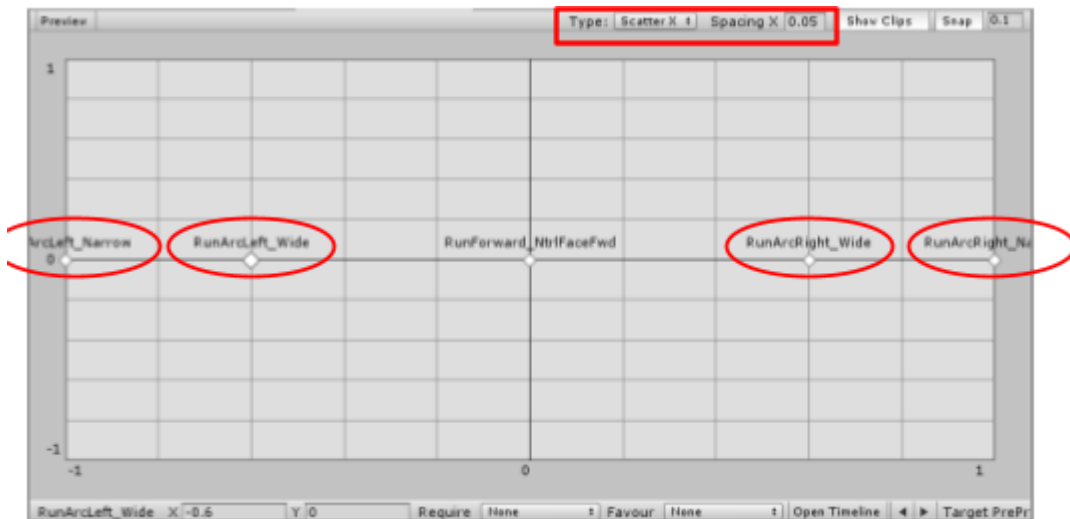 Preview Type: Scatter X Spacing X 0.05 Show Clips Snap 0.1
1
ArcLeft_Narrow RunArcLeft_Wide RunForward_NtrlFaceFwd RunArcRight_Wide RunArcRight_Na
0
-1
-1 0 1
RunArcLeft_Wide X -0.6 Y 0 Require None Favour None Open Timeline Target PrePr